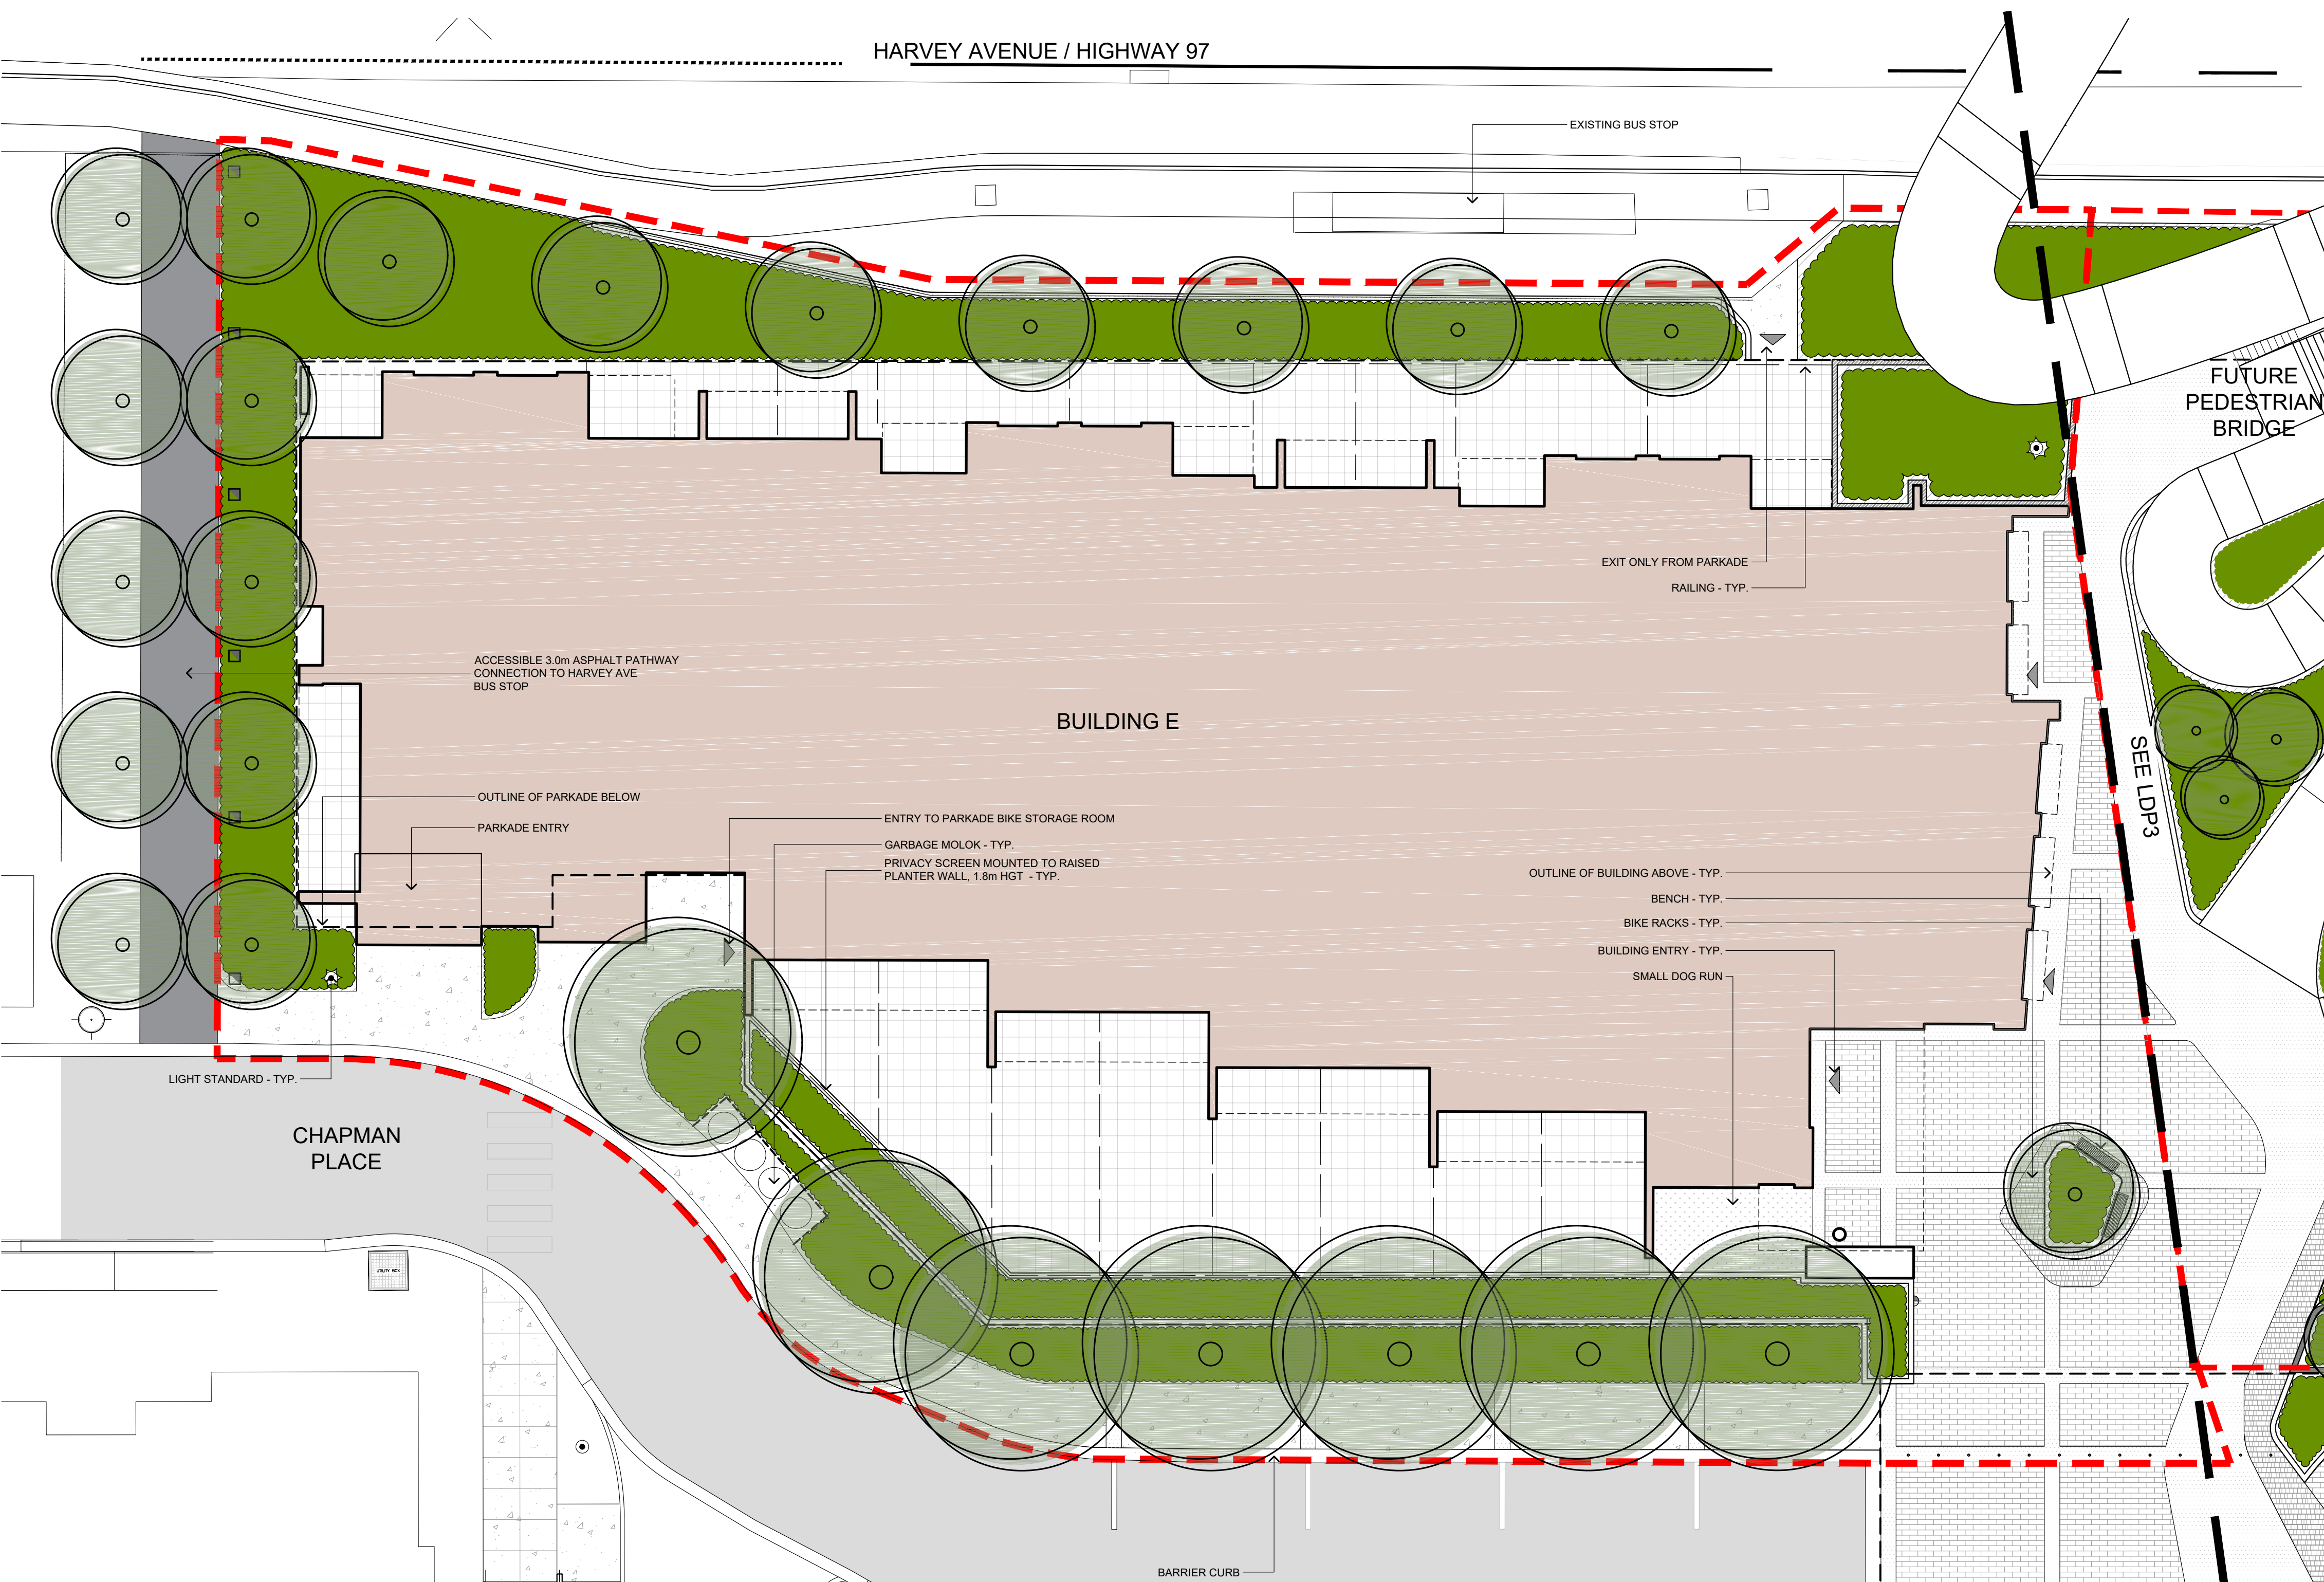 HARVEY AVENUE / HIGHWAY 97
EXISTING BUS STOP
FUTURE
PEDESTRIAN
BRIDGE
EXIT ONLY FROM PARKADE
RAILING - TYP.
ACCESSIBLE 3.0m ASPHALT PATHWAY
CONNECTION TO HARVEY AVE
BUS STOP
BUILDING E
SEE LDP3
OUTLINE OF PARKADE BELOW
PARKADE ENTRY
ENTRY TO PARKADE BIKE STORAGE ROOM
GARBAGE MOLOK - TYP.
PRIVACY SCREEN MOUNTED TO RAISED
PLANTER WALL, 1.8m HGT - TYP.
OUTLINE OF BUILDING ABOVE - TYP.
BENCH - TYP.
BIKE RACKS - TYP.
BUILDING ENTRY - TYP.
SMALL DOG RUN
LIGHT STANDARD - TYP.
CHAPMAN
PLACE
UTILITY BOX
BARRIER CURB